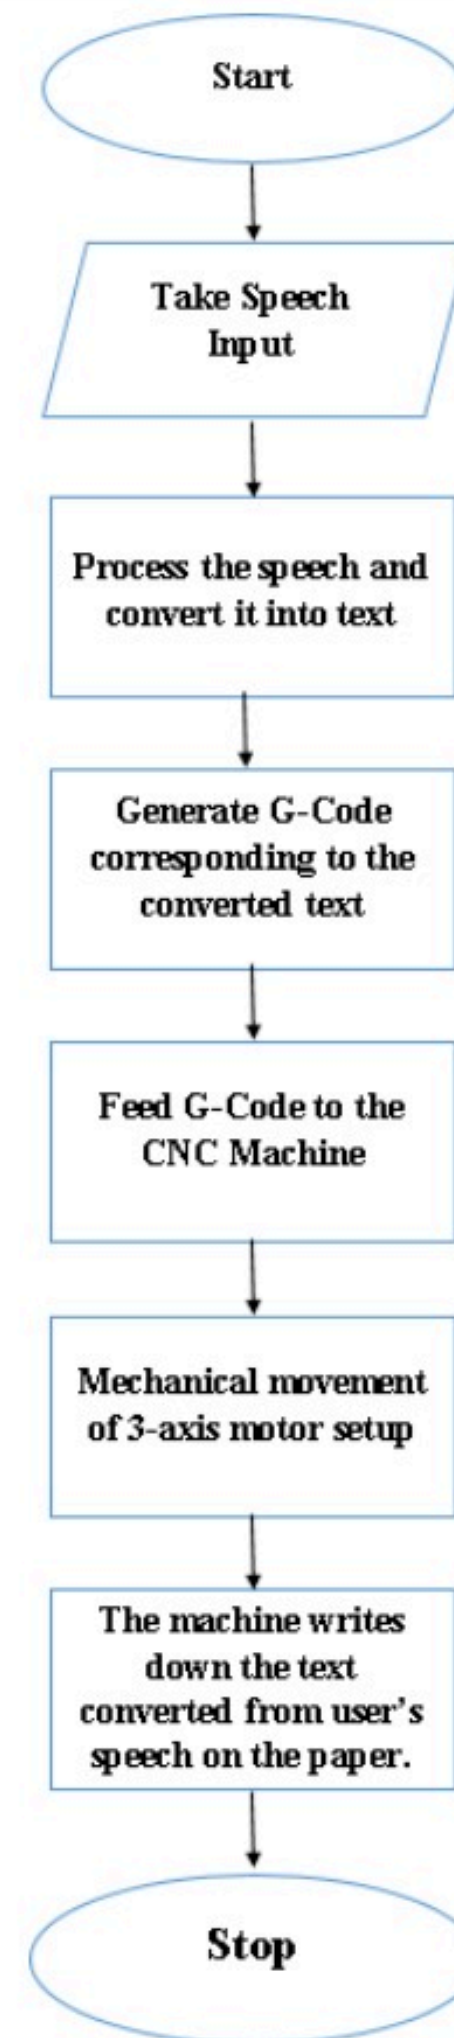 Start
Take Speech
Input
Process the speech and
convert it into text
Generate G-Code
corresponding to the
converted text
Feed G-Code to the
CNC Machine
Mechanical movement
of 3-axis motor setup
The machine writes
down the text
converted from user's
speech on the paper.
Stop